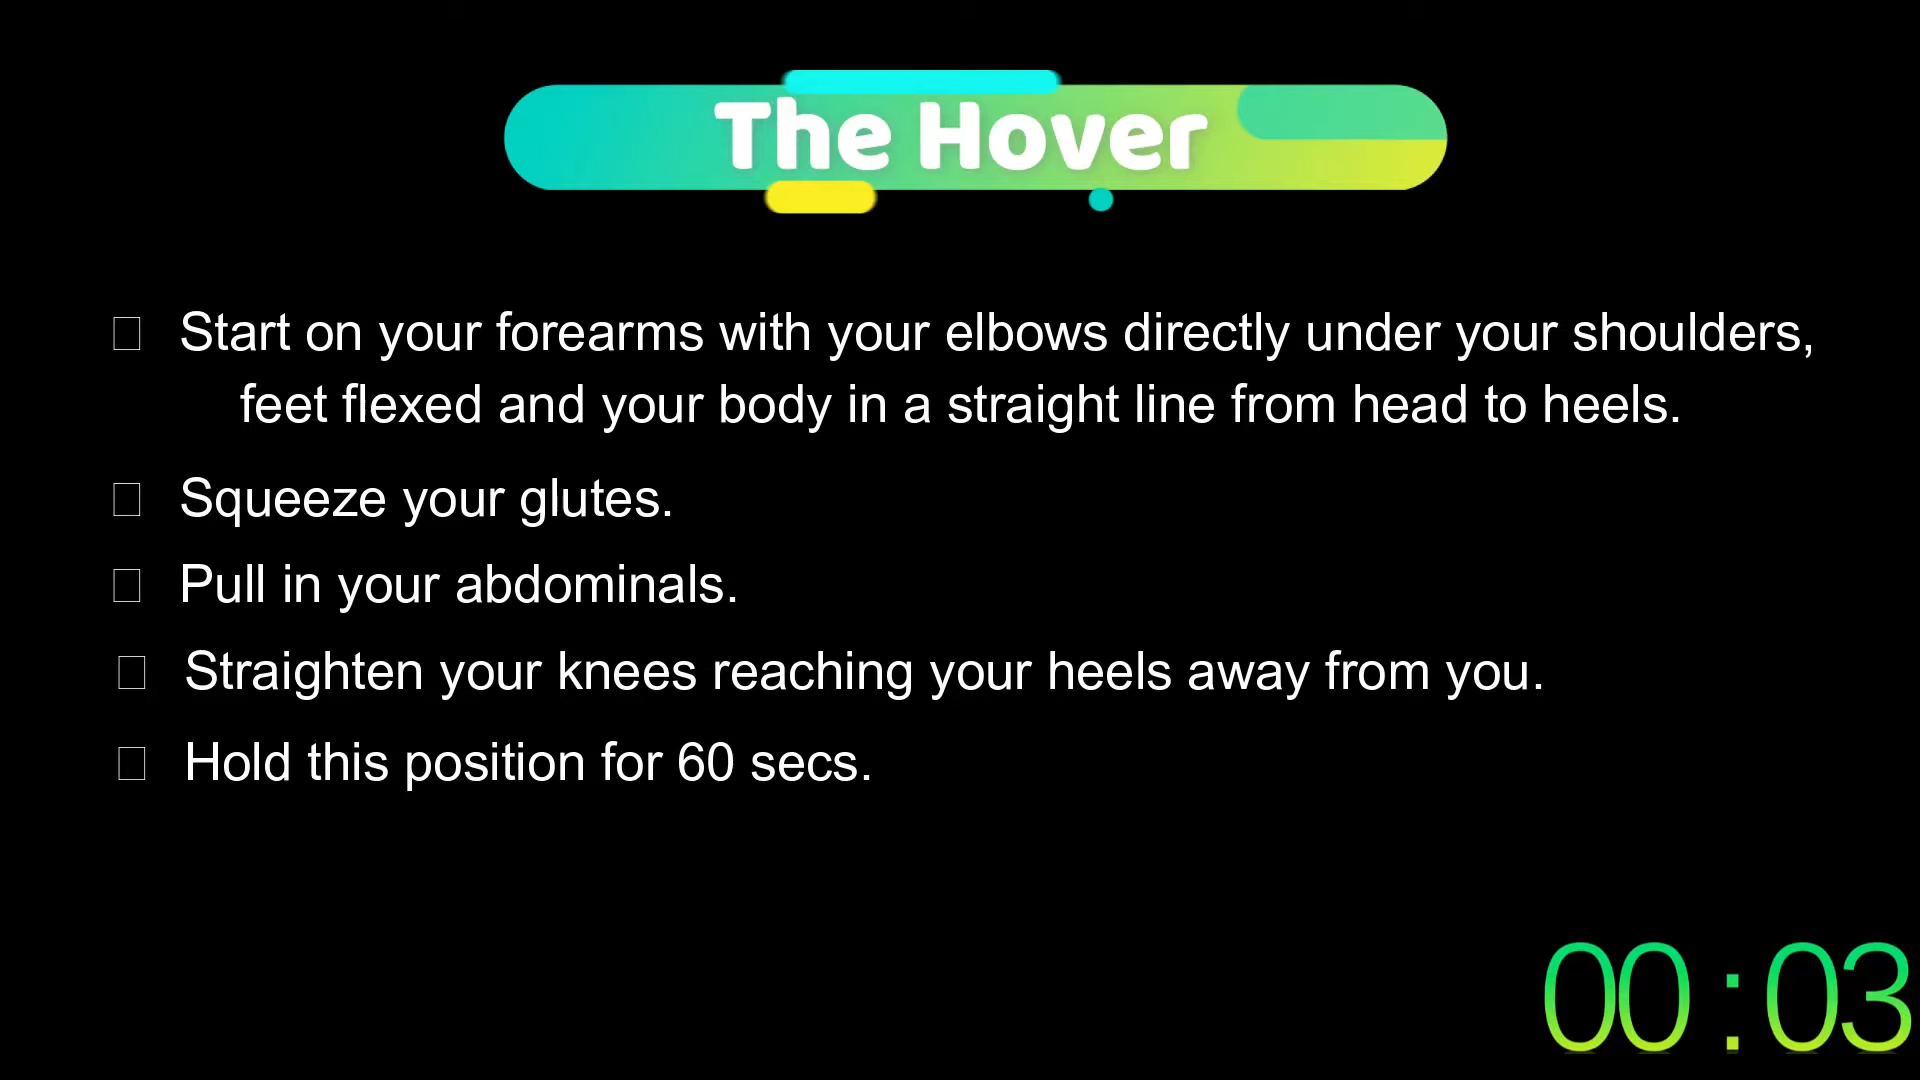 The Hover
Start on your forearms with your elbows directly under your shoulders,
feet flexed and your body in a straight line from head to heels.
Squeeze your glutes.
Pull in your abdominals.
Straighten your knees reaching your heels away from you.
Hold this position for 60 secs.
00:03